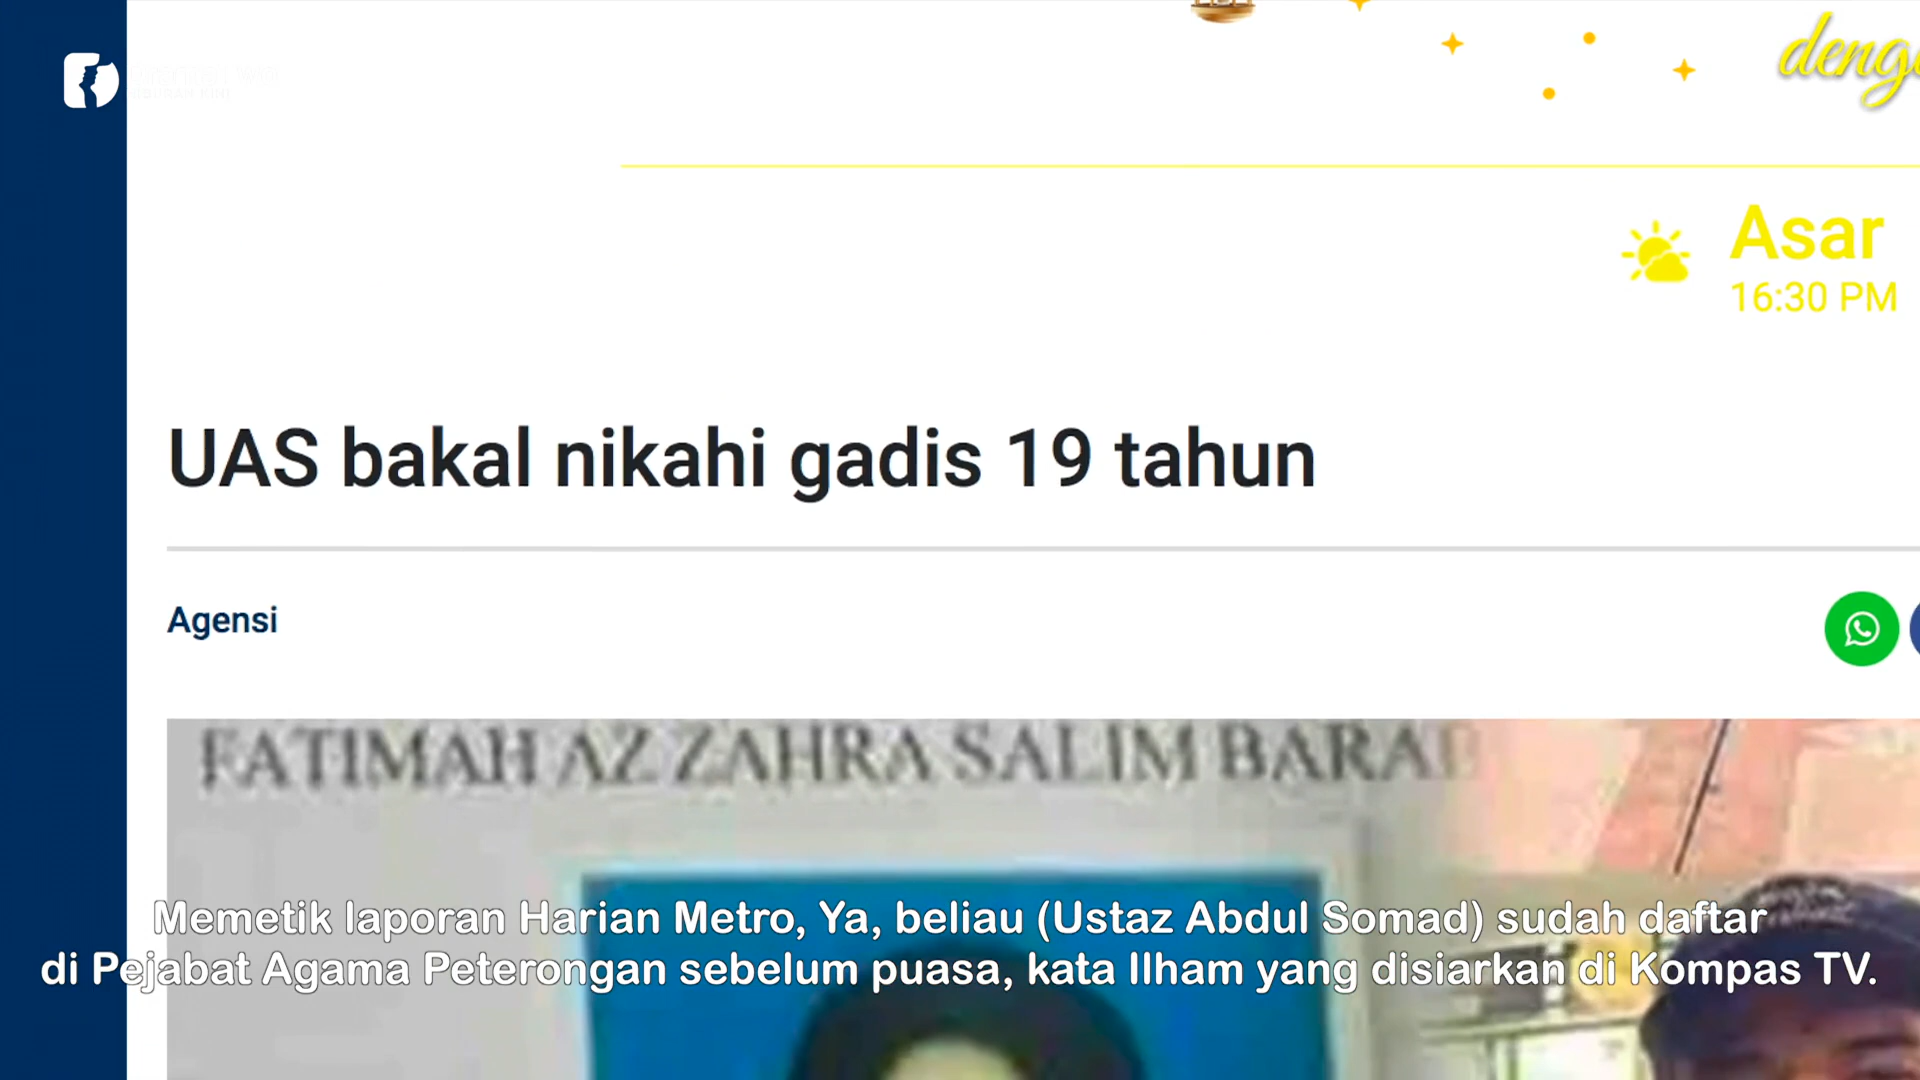 deng
Asar
16:30 PM
UAS bakal nikahi gadis 19 tahun
Agensi
FATIMAH AZ ZAHRA SALIM BARAB
Memetik laporan Harian Metro, Ya, beliau (Ustaz Abdul Somad) sudah daftar
di Pejabat Agama Peterongan sebelum puasa, kata Ilham yang disiarkan di Kompas TV.